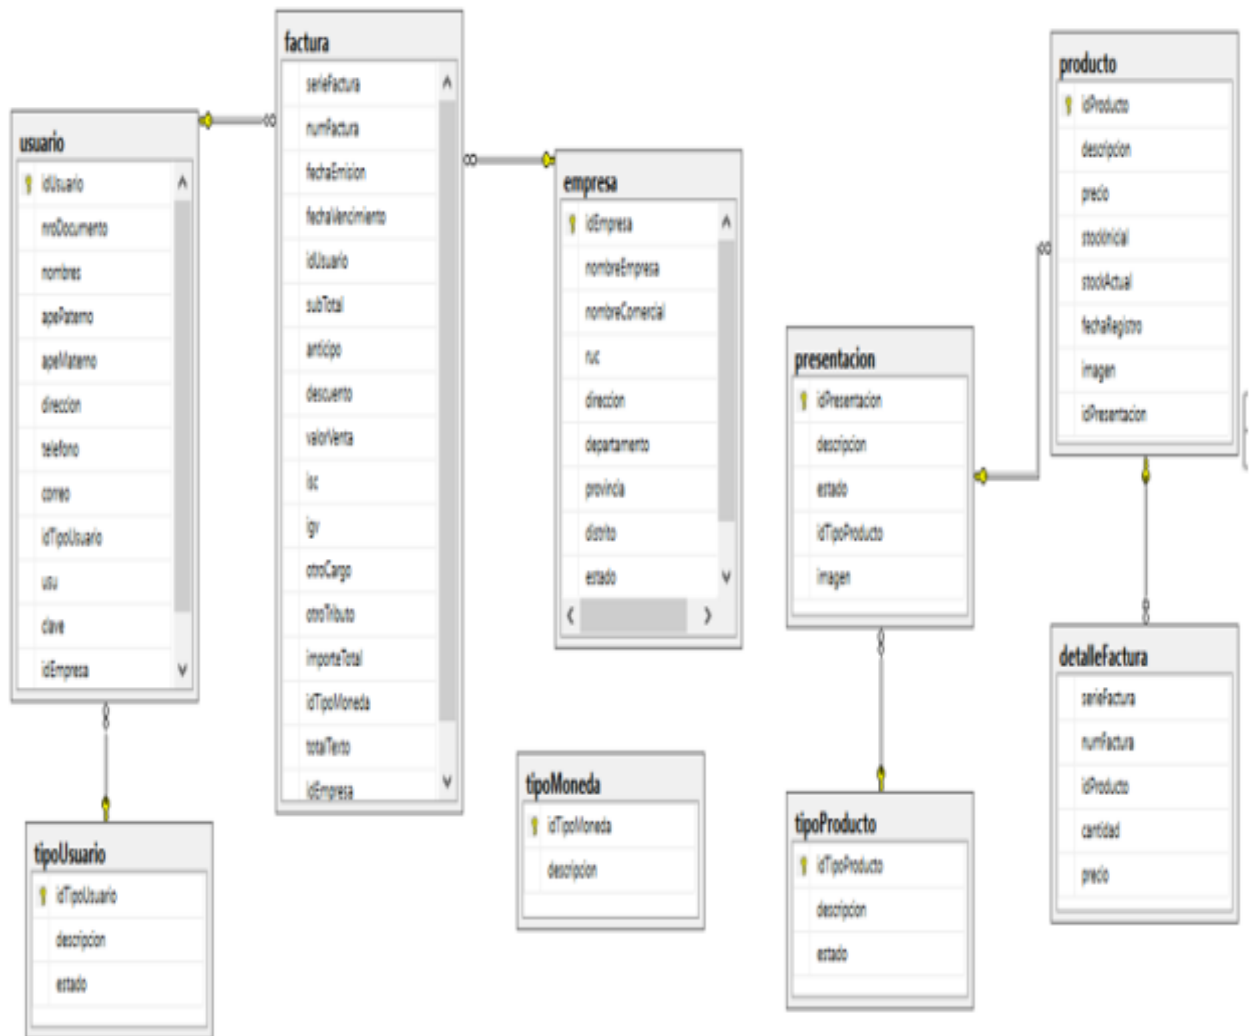 factura
serieFactura
numFactura
fechaEmision
fechaVencimiento
idUsuario
subTotal
anticipo
descuento
valorVenta
isc
igv
otroCargo
otroTributo
importeTotal
idTipoMoneda
totalTexto
idEmpresa
usuario
idUsuario
nroDocumento
nombres
apePaterno
apeMaterno
direccion
telefono
correo
idTipoUsuario
usu
clave
idEmpresa
empresa
idEmpresa
nombreEmpresa
nombreComercial
ruc
direccion
departamento
provincia
distrito
estado
producto
idProducto
descripcion
precio
stockInicial
stockActual
fechaRegistro
imagen
idPresentacion
presentacion
idPresentacion
descripcion
estado
idTipoProducto
imagen
detalleFactura
serieFactura
numFactura
idProducto
cantidad
precio
tipoMoneda
idTipoMoneda
descripcion
tipoProducto
idTipoProducto
descripcion
estado
tipoUsuario
idTipoUsuario
descripcion
estado